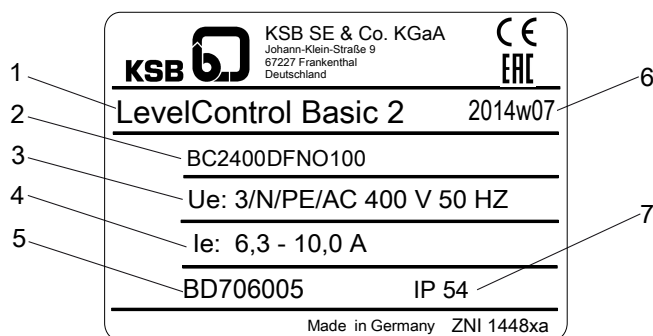 KSB
KSB SE & Co. KGaA
Johann-Klein-Straße 9
67227 Frankenthal
Deutschland
CE
EAC
1
LevelControl Basic 2 2014w07
6
2
BC2400DFNO100
3
Ue: 3/N/PE/AC 400 V 50 HZ
4
Ie: 6,3 - 10,0 A
7
5
BD706005 IP 54
Made in Germany ZNI 1448xa